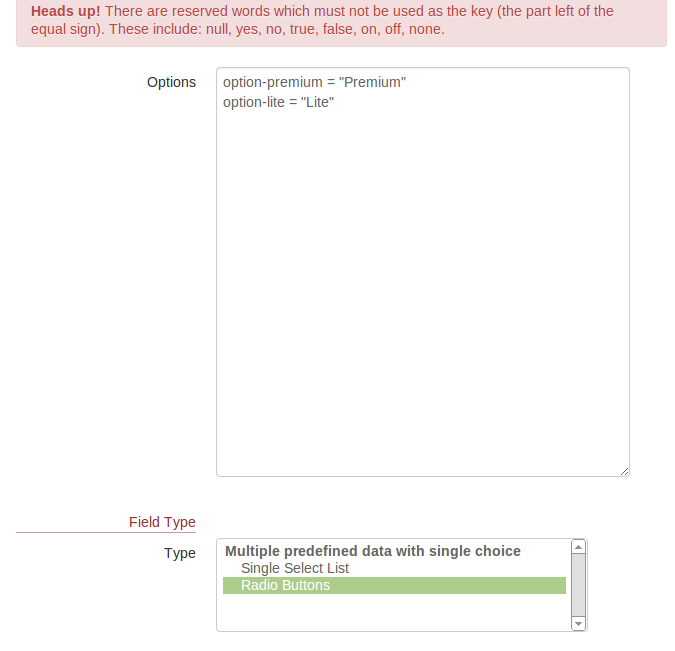 Heads up! There are reserved words which must not be used as the key (the part left of the
equal sign). These include: null, yes, no, true, false, on, off, none.
Options
option-premium = "Premium"
option-lite = "Lite"
Field Type
Type
Multiple predefined data with single choice
Single Select List
Radio Buttons